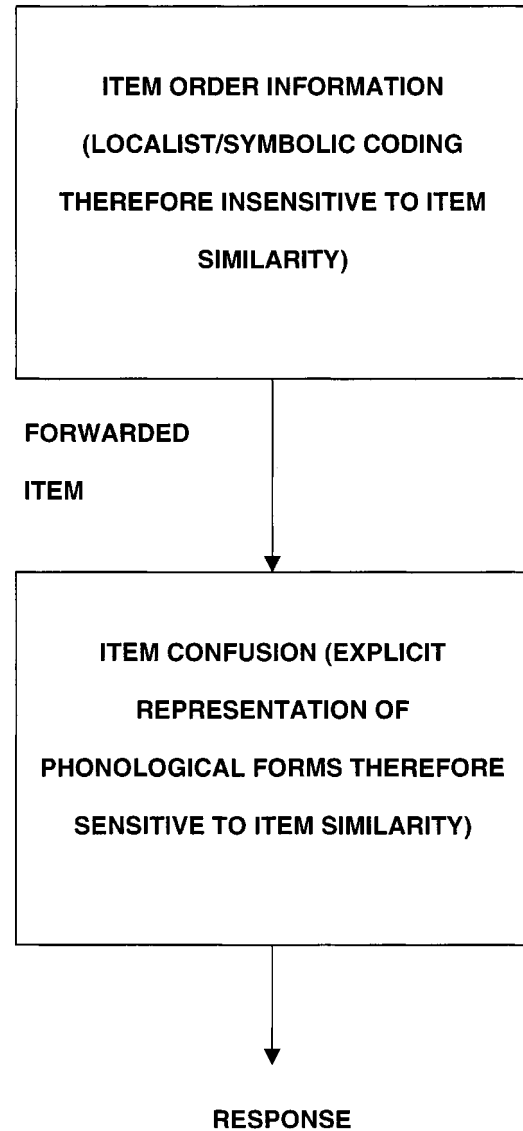 ITEM ORDER INFORMATION
(LOCALIST/SYMBOLIC CODING
THEREFORE INSENSITIVE TO ITEM
SIMILARITY)
FORWARDED
ITEM
ITEM CONFUSION (EXPLICIT
REPRESENTATION OF
PHONOLOGICAL FORMS THEREFORE
SENSITIVE TO ITEM SIMILARITY)
RESPONSE